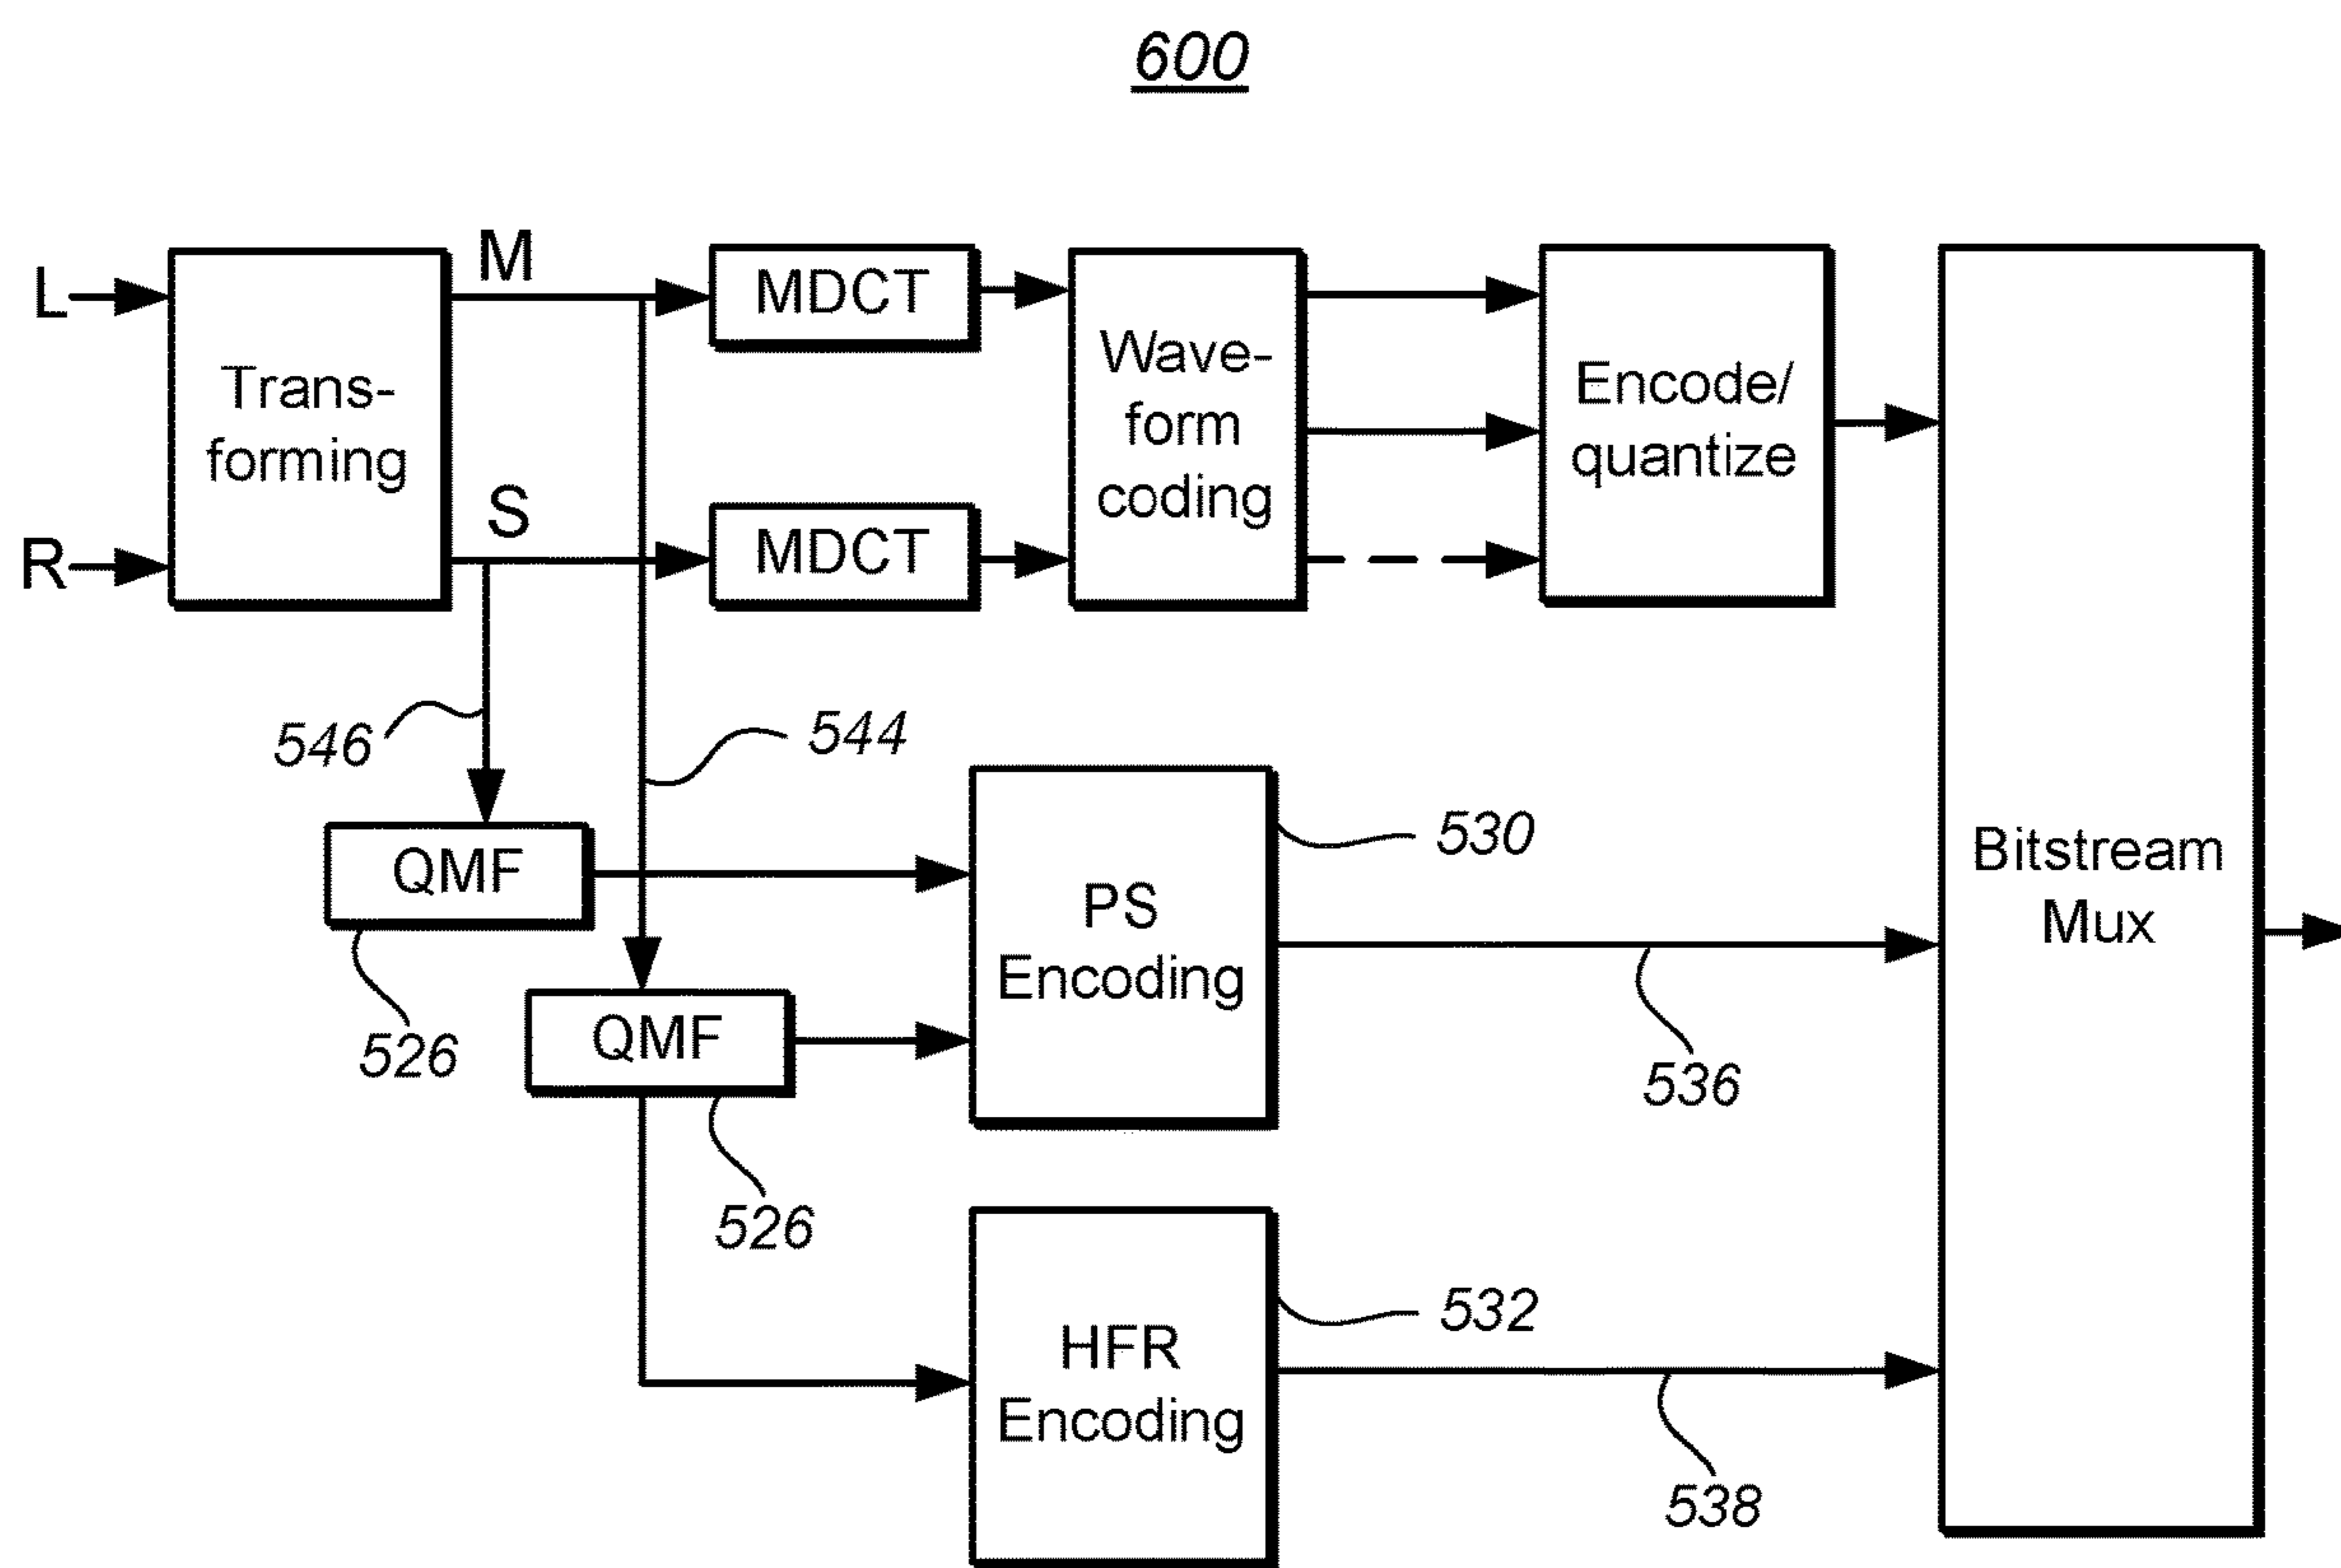 600
L
R
Trans-
forming
M
S
MDCT
MDCT
Wave-
form
coding
Encode/
quantize
546
544
QMF
526
QMF
526
PS
Encoding
530
536
HFR
Encoding
532
538
Bitstream
Mux